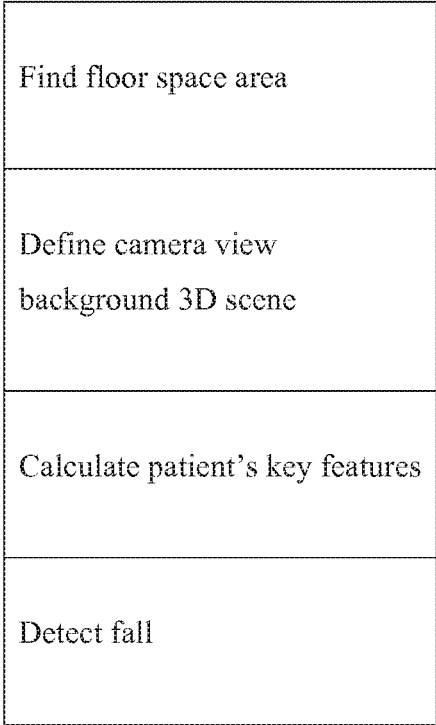 Find floor space area
Define camera view
background 3D scene
Calculate patient’s key features
Detect fall